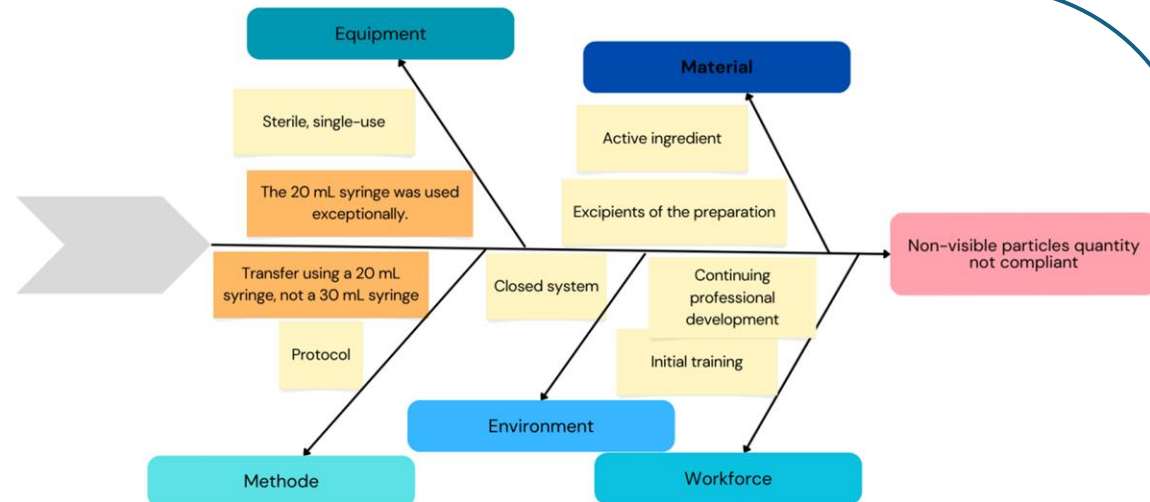 Equipment
Material
Sterile, single-use
Active ingredient
The 20 mL syringe was used
exceptionally.
Excipients of the preparation
Non-visible particles quantity
not compliant
Transfer using a 20 mL
syringe, not a 30 mL syringe
Closed system
Continuing
professional
development
Protocol
Initial training
Environment
Methode
Workforce